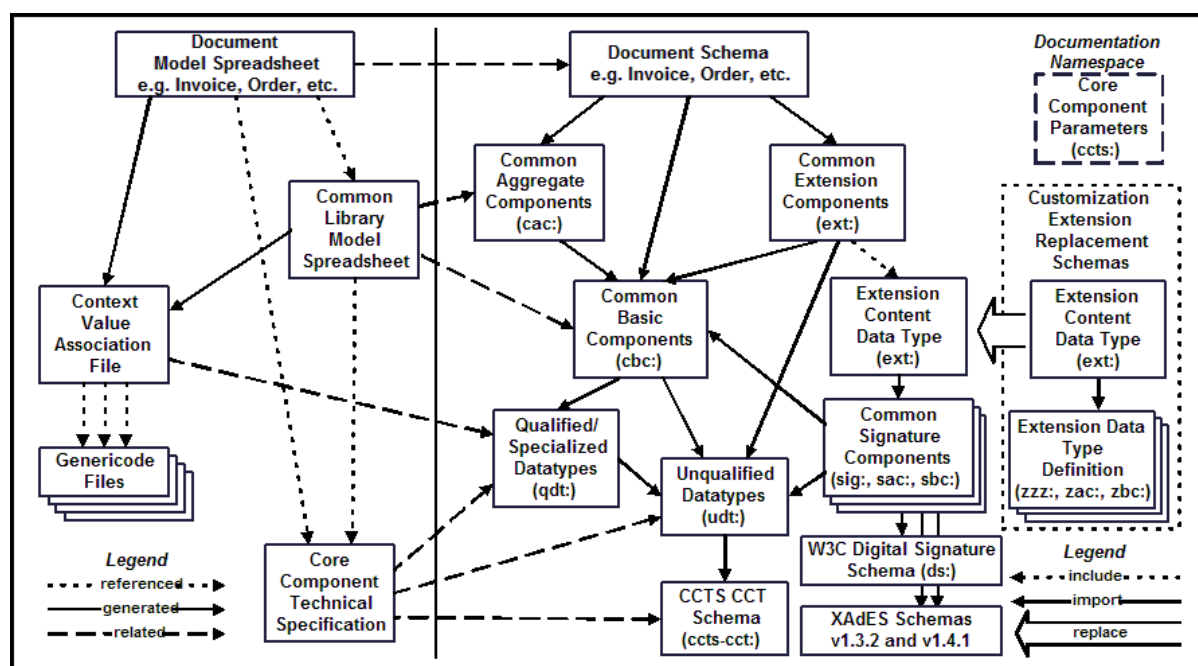 Document
Model Spreadsheet
e.g. Invoice, Order, etc.
Document Schema
e.g. Invoice, Order, etc.
Documentation
Namespace
Core
Component
Parameters
(ccts:)
Common
Aggregate
Components
(cac:)
Common
Extension
Components
(ext:)
Common
Library
Model
Spreadsheet
Customization
Extension
Replacement
Schemas
Context
Value
Association
File
Common
Basic
Components
(cbc:)
Extension
Content
Data Type
(ext:)
Extension
Content
Data Type
(ext:)
Genericode
Files
Qualified/
Specialized
Datatypes
(qdt:)
Unqualified
Datatypes
(udt:)
Common
Signature
Components
(sig:, sac:, sbc:)
Extension Data
Type
Definition
(zzz:, zac:, zbc:)
Legend
referenced
generated
related
Core
Component
Technical
Specification
CCTS CCT
Schema
(ccts-cct:)
W3C Digital Signature
Schema (ds:)
XAdES Schemas
v1.3.2 and v1.4.1
Legend
include
import
replace